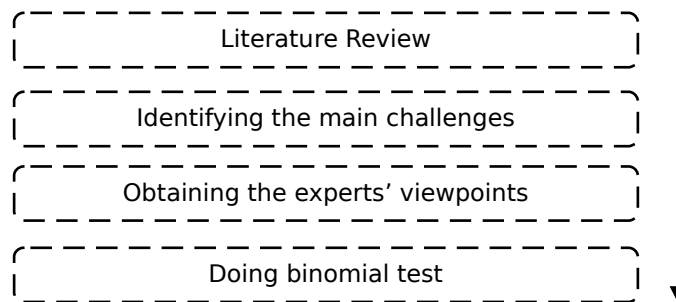 Literature Review
Identifying the main challenges
Obtaining the experts’ viewpoints
Doing binomial test